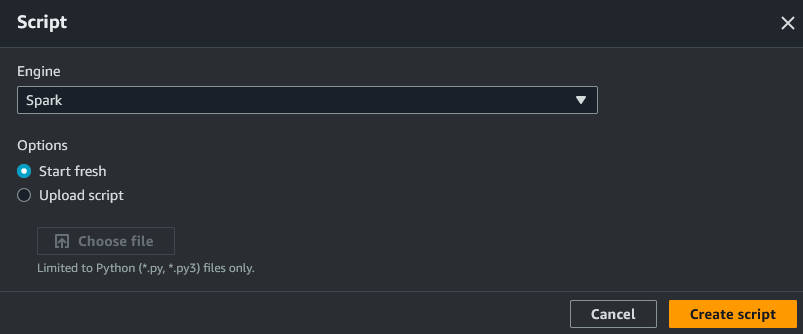 Script
Engine
Spark
Options
Start fresh
Upload script
Choose file
Limited to Python (*.py, *.py3) files only.
Cancel Create script